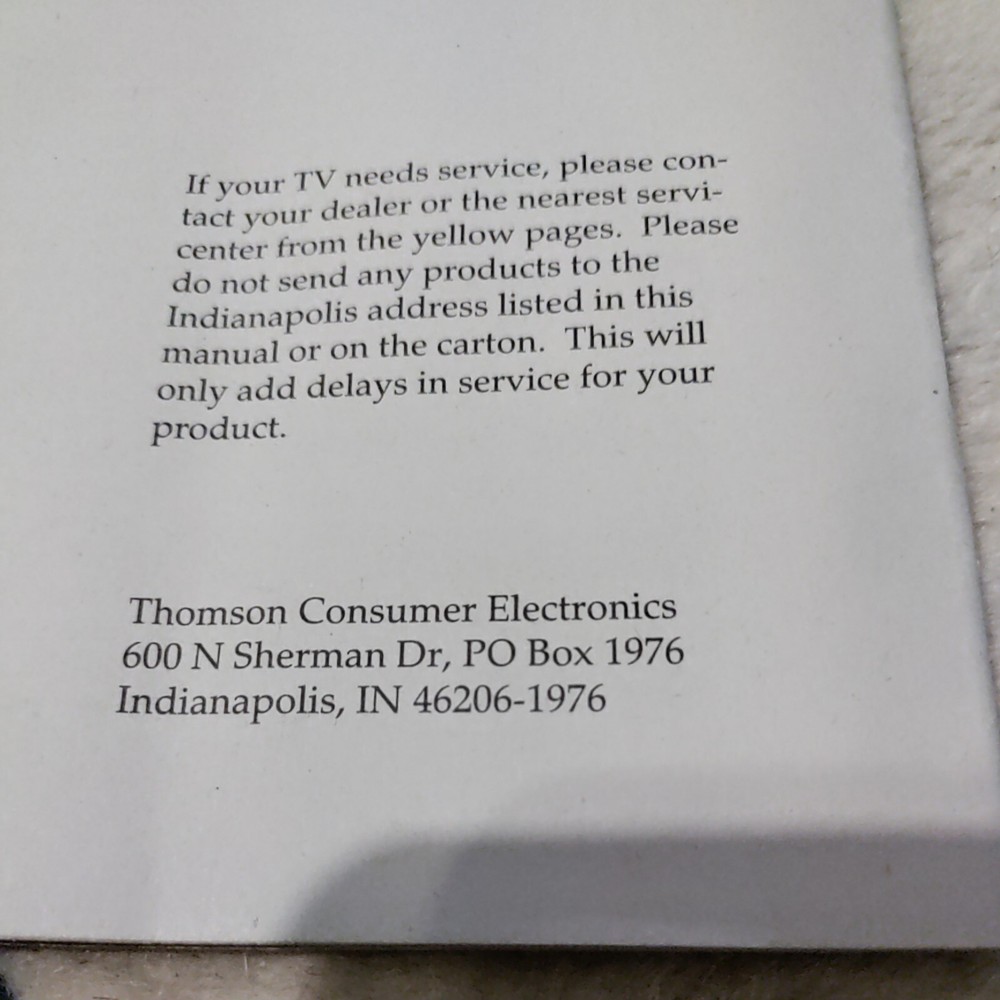 If your TV needs service, please con-
tact your dealer or the nearest servi-
center from the yellow pages. Please
do not send any products to the
Indianapolis address listed in this
manual or on the carton. This will
only add delays in service for your
product.
Thomson Consumer Electronics
600 N Sherman Dr, PO Box 1976
Indianapolis, IN 46206-1976